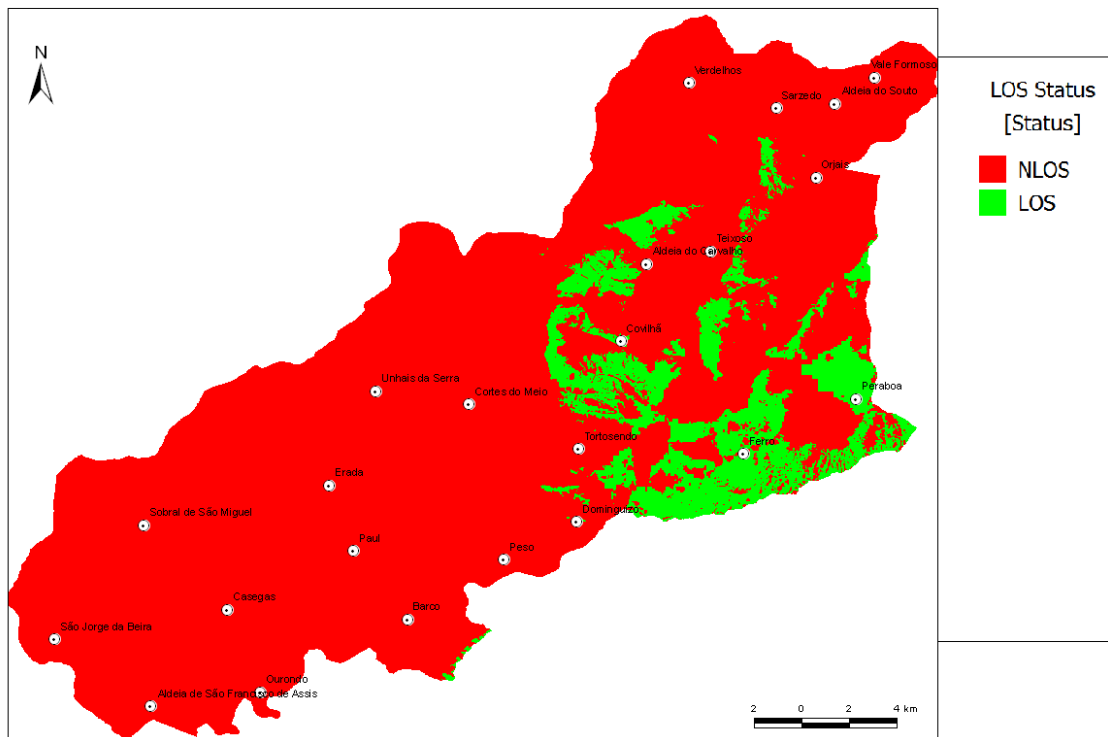 N
Verdelhos
Vale Formoso
Sarzedo
Aldeia do Souto
Orjais
Teixoso
Aldeia do Carvalho
Covilhã
Unhais da Serra
Cortes do Meio
Peraboa
Tortosendo
Ferro
Erada
Sobral de São Miguel
Dominguizo
Paul
Peso
Casegas
Barco
São Jorge da Beira
Ourondo
Aldeia de São Francisco de Assis
2 0 2 4 km
LOS Status
[Status]
NLOS
LOS